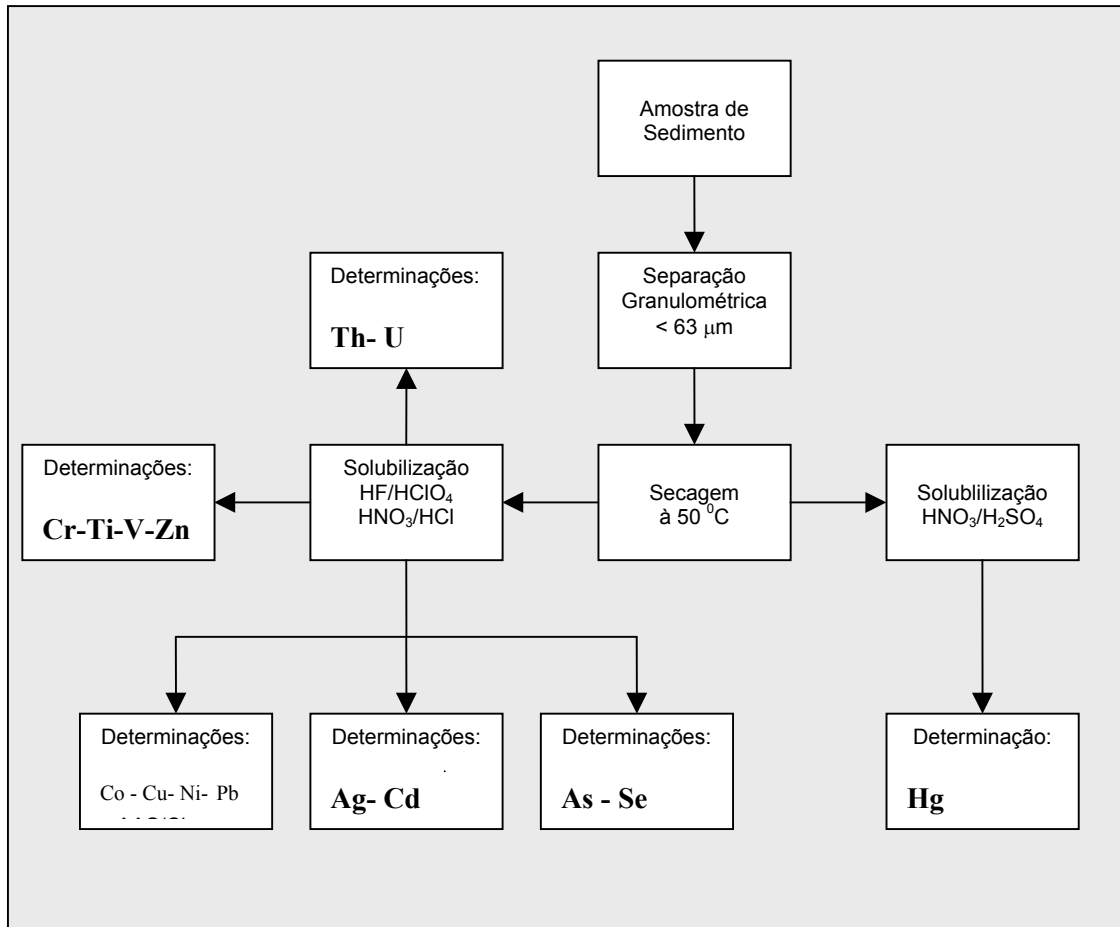 Amostra de
Sedimento
Separação
Granulométrica
< 63 μm
Determinações:
Th- U
Determinações:
Cr-Ti-V-Zn
Solubilização
HF/HClO₄
HNO₃/HCl
Secagem
à 50 ⁰C
Solublilização
HNO₃/H₂SO₄
Determinações:
Co - Cu- Ni- Pb
Determinações:
Ag- Cd
Determinações:
As - Se
Determinação:
Hg